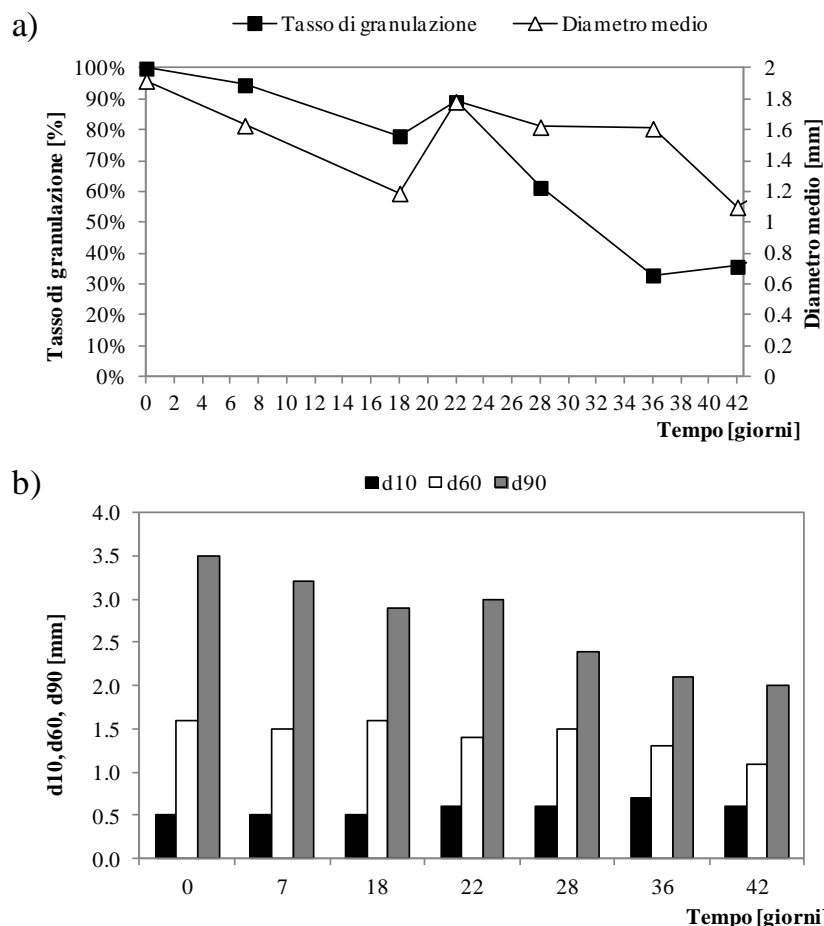 a)
Tasso di granulazione Diametro medio
Tasso di granulazione [%]
100%
90%
80%
70%
60%
50%
40%
30%
20%
10%
0%
2
1.8
1.6
1.4
1.2
1
0.8
0.6
0.4
0.2
0
Diametro medio [mm]
0 2 4 6 8 10 12 14 16 18 20 22 24 26 28 30 32 34 36 38 40 42
Tempo [giorni]
b)
d10 d60 d90
d10, d60, d90 [mm]
4.0
3.5
3.0
2.5
2.0
1.5
1.0
0.5
0.0
0 7 18 22 28 36 42
Tempo [giorni]